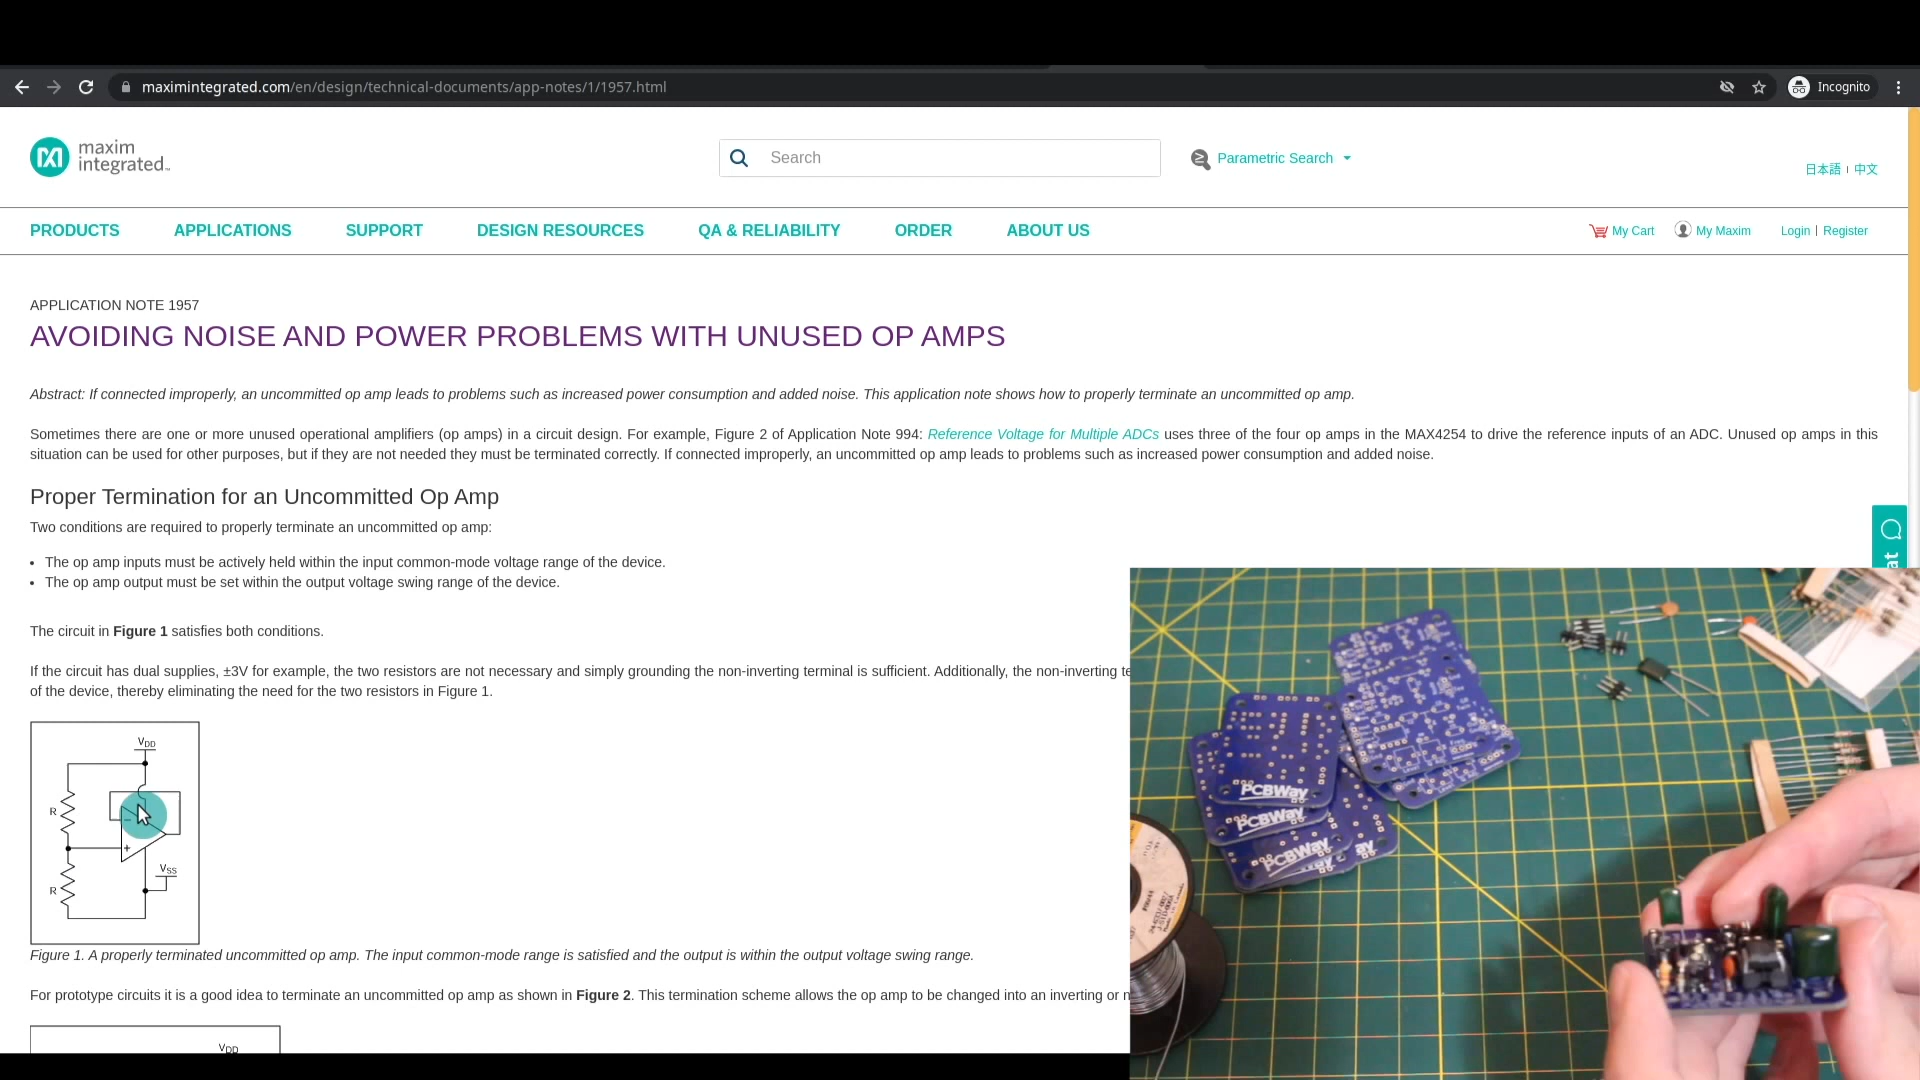 maximintegrated.com/en/design/technical-documents/app-notes/1/1957.html
Incognito
maxim
integrated™
Search
Parametric Search
日本語 | 中文
PRODUCTS
APPLICATIONS
SUPPORT
DESIGN RESOURCES
QA & RELIABILITY
ORDER
ABOUT US
My Cart
My Maxim
Login | Register
APPLICATION NOTE 1957
AVOIDING NOISE AND POWER PROBLEMS WITH UNUSED OP AMPS
Abstract: If connected improperly, an uncommitted op amp leads to problems such as increased power consumption and added noise. This application note shows how to properly terminate an uncommitted op amp.
Sometimes there are one or more unused operational amplifiers (op amps) in a circuit design. For example, Figure 2 of Application Note 994: Reference Voltage for Multiple ADCs uses three of the four op amps in the MAX4254 to drive the reference inputs of an ADC. Unused op amps in this
situation can be used for other purposes, but if they are not needed they must be terminated correctly. If connected improperly, an uncommitted op amp leads to problems such as increased power consumption and added noise.
Proper Termination for an Uncommitted Op Amp
Two conditions are required to properly terminate an uncommitted op amp:
• The op amp inputs must be actively held within the input common-mode voltage range of the device.
• The op amp output must be set within the output voltage swing range of the device.
at
The circuit in Figure 1 satisfies both conditions.
If the circuit has dual supplies, ±3V for example, the two resistors are not necessary and simply grounding the non-inverting terminal is sufficient. Additionally, the non-inverting te
of the device, thereby eliminating the need for the two resistors in Figure 1.
VDD
R
−
+
VSS
R
Figure 1. A properly terminated uncommitted op amp. The input common-mode range is satisfied and the output is within the output voltage swing range.
For prototype circuits it is a good idea to terminate an uncommitted op amp as shown in Figure 2. This termination scheme allows the op amp to be changed into an inverting or n
VDD
PCBWay
PCBWay
PCBWay
ay